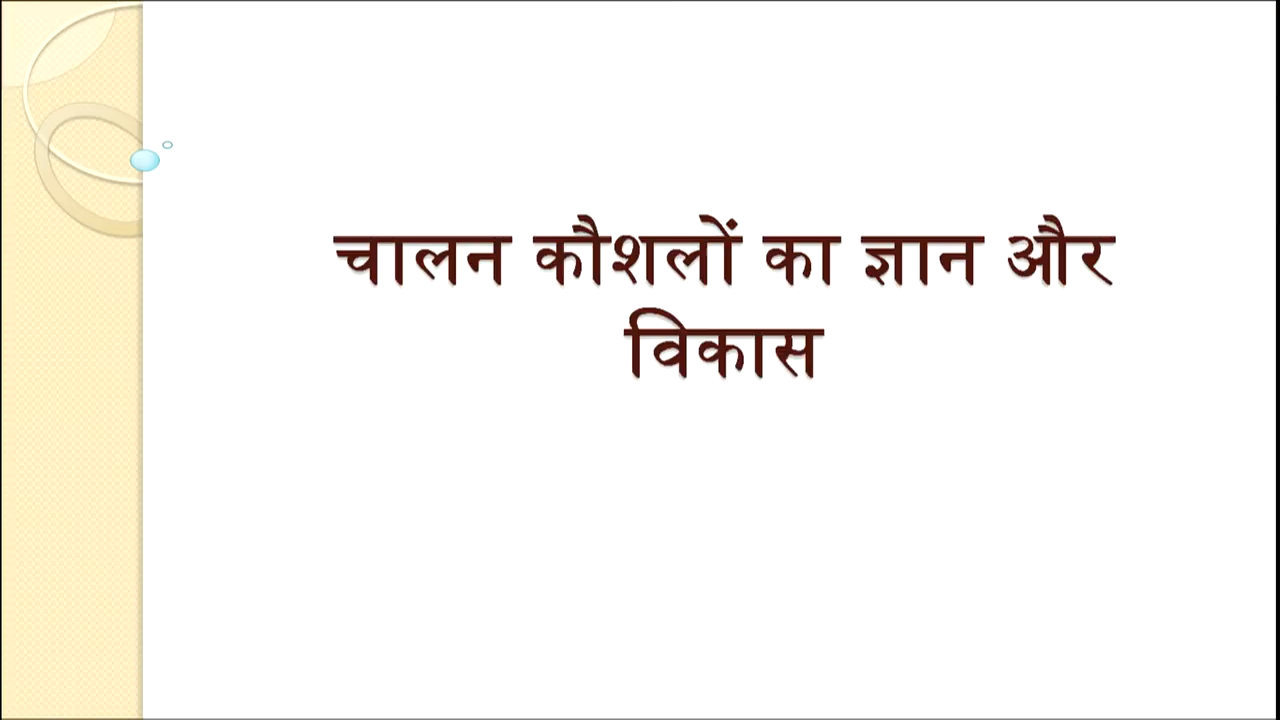 चालन कौशलों का ज्ञान और
विकास